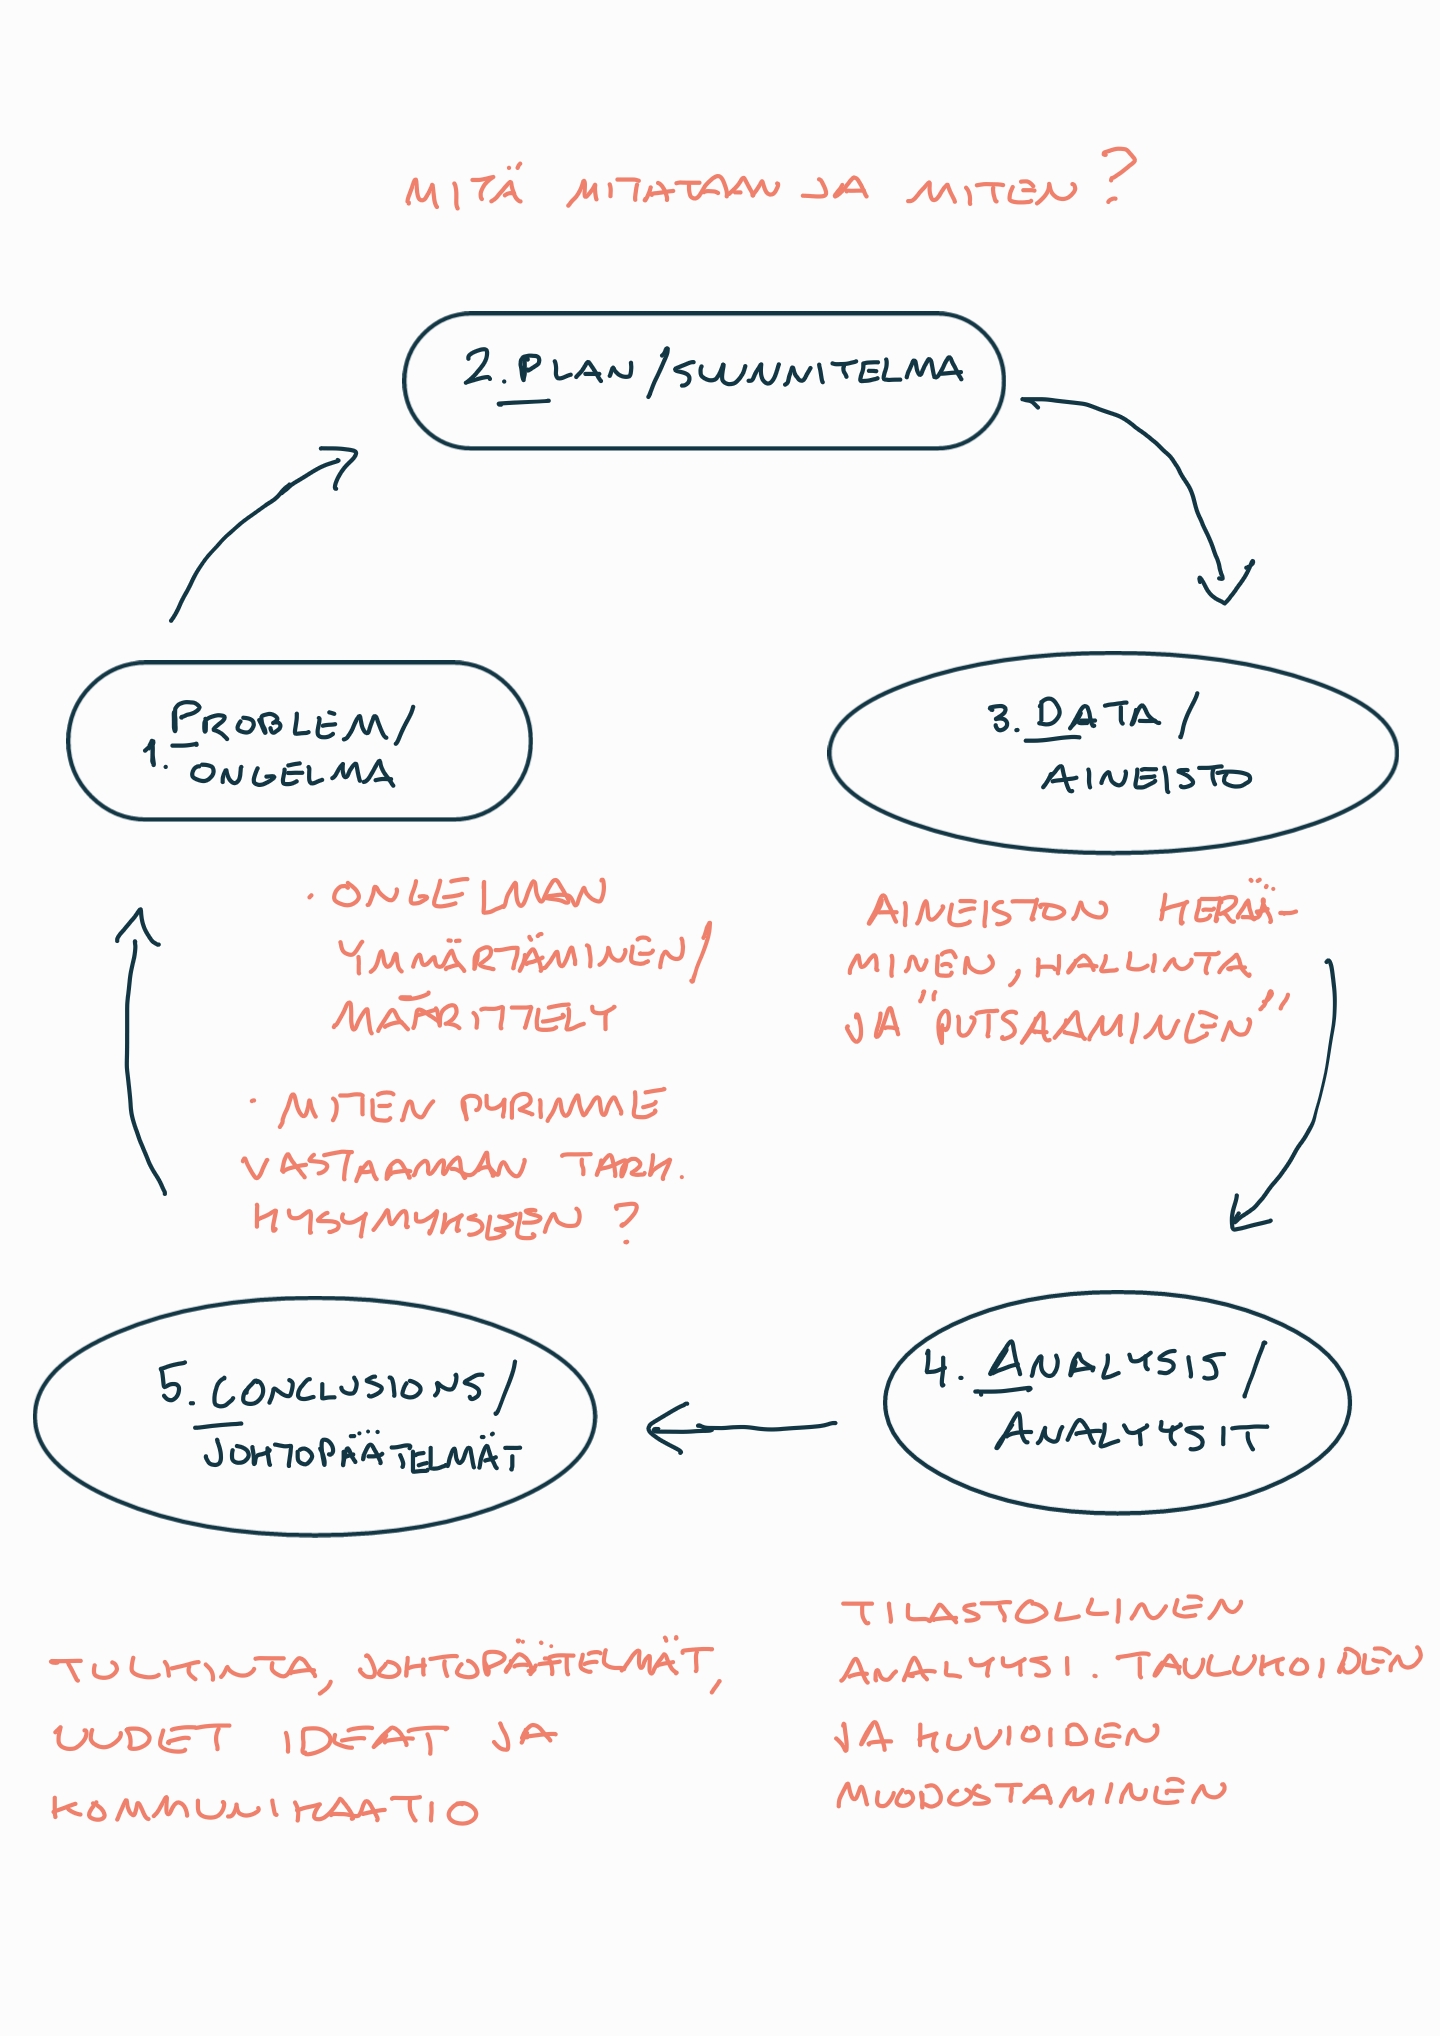 MITÄ MITATAAN JA MITEN?
2. PLAN / SUUNNITELMA
1. PROBLEM/
ONGELMA
· ONGELMAN
YMMÄRTÄMINEN/
MÄÄRITTELY
· MITEN PYRIMME
VASTAAMAAN TARK.
KYSYMYKSEEN?
3. DATA /
AINEISTO
AINEISTON KERÄÄ-
MINEN, HALLINTA
JA "PUTSAAMINEN"
4. ANALYSIS /
ANALYYSIT
TILASTOLLINEN
ANALYYSI. TAULUKOIDEN
JA KUVIOIDEN
MUODOSTAMINEN
5. CONCLUSIONS /
JOHTOPÄÄTELMÄT
TULKINTA, JOHTOPÄÄTELMÄT,
UUDET IDEAT JA
KOMMUNIKAATIO